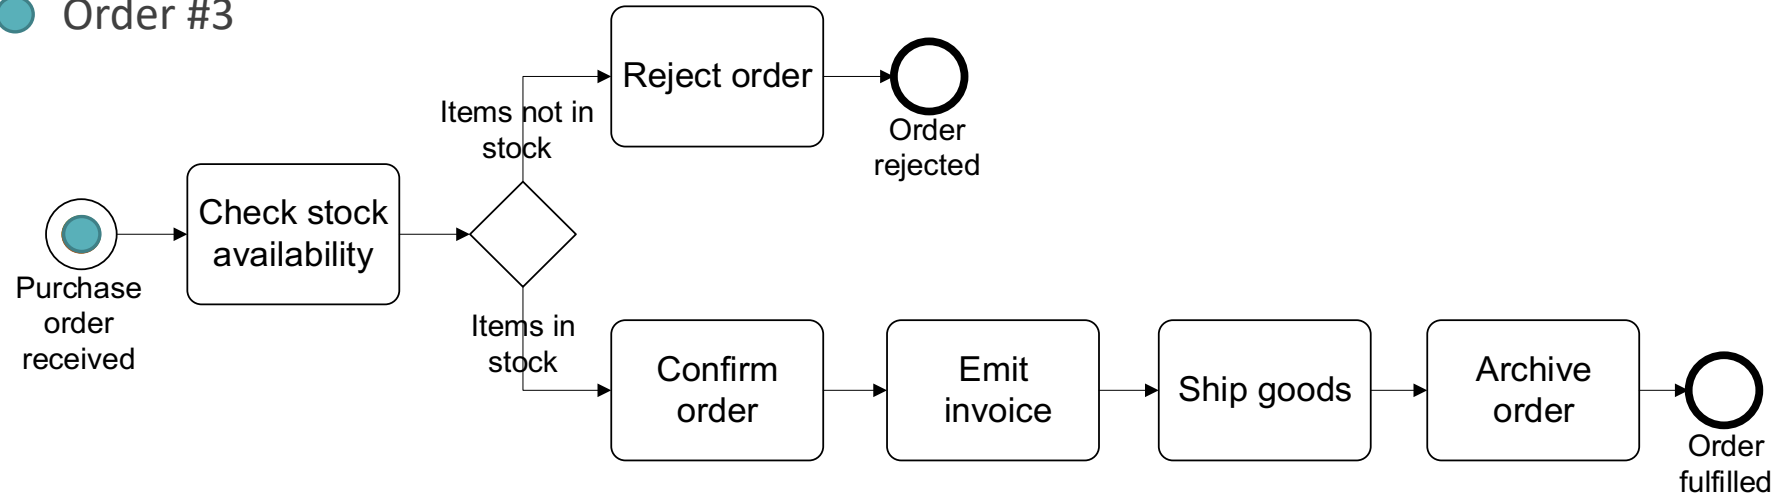 Order #3
Reject order
Items not in
stock
Order
rejected
Check stock
availability
Purchase
order
received
Items in
stock
Confirm
order
Emit
invoice
Ship goods
Archive
order
Order
fulfilled